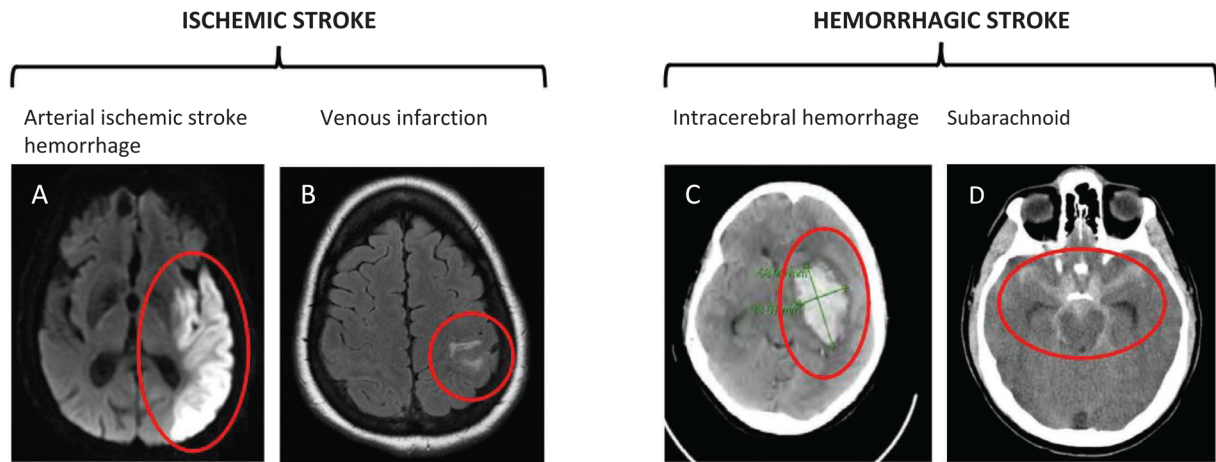 ISCHEMIC STROKE
HEMORRHAGIC STROKE
Arterial ischemic stroke
hemorrhage
Venous infarction
Intracerebral hemorrhage
Subarachnoid
A
B
C
D